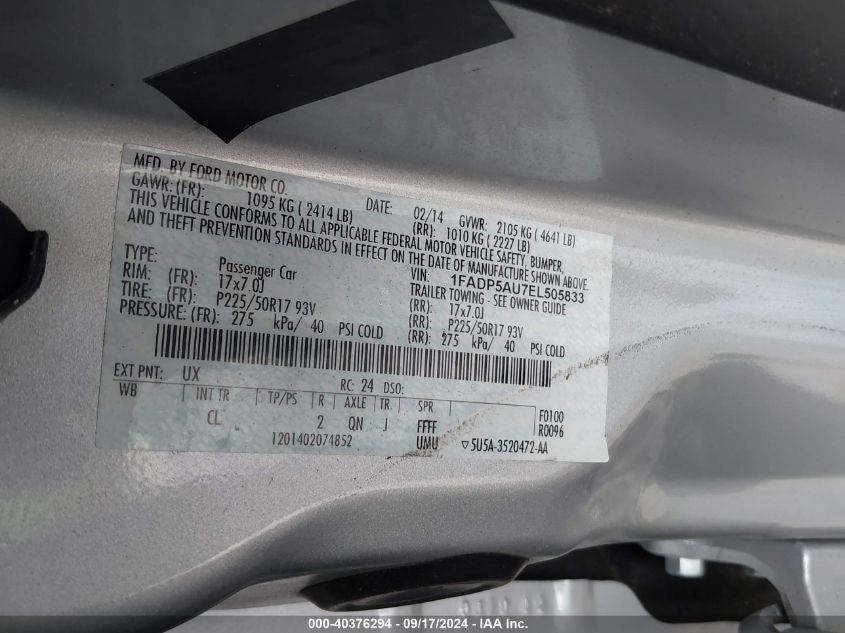 MFD. BY FORD MOTOR CO.
DATE: 02/14 GVWR: 2105 KG ( 4641 LB)
GAWR: (FR): 1095 KG ( 2414 LB) (RR): 1010 KG ( 2227 LB)
THIS VEHICLE CONFORMS TO ALL APPLICABLE FEDERAL MOTOR VEHICLE SAFETY, BUMPER,
AND THEFT PREVENTION STANDARDS IN EFFECT ON THE DATE OF MANUFACTURE SHOWN ABOVE.
VIN: 1FADP5AU7EL505833
TYPE: Passenger Car TRAILER TOWING - SEE OWNER GUIDE
RIM: (FR): 17x7.0J (RR): 17x7.0J
TIRE: (FR): P225/50R17 93V (RR): P225/50R17 93V
PRESSURE: (FR): 275 kPa/ 40 PSI COLD (RR): 275 kPa/ 40 PSI COLD
EXT PNT: UX RC: 24 DSO:
WB INT TR TP/PS R AXLE TR SPR
CL 2 QN J FFFF F0100
UMU R0096
1201402074852 ▽5U5A-3520472-AA
000-40376294 - 09/17/2024 - IAA Inc.